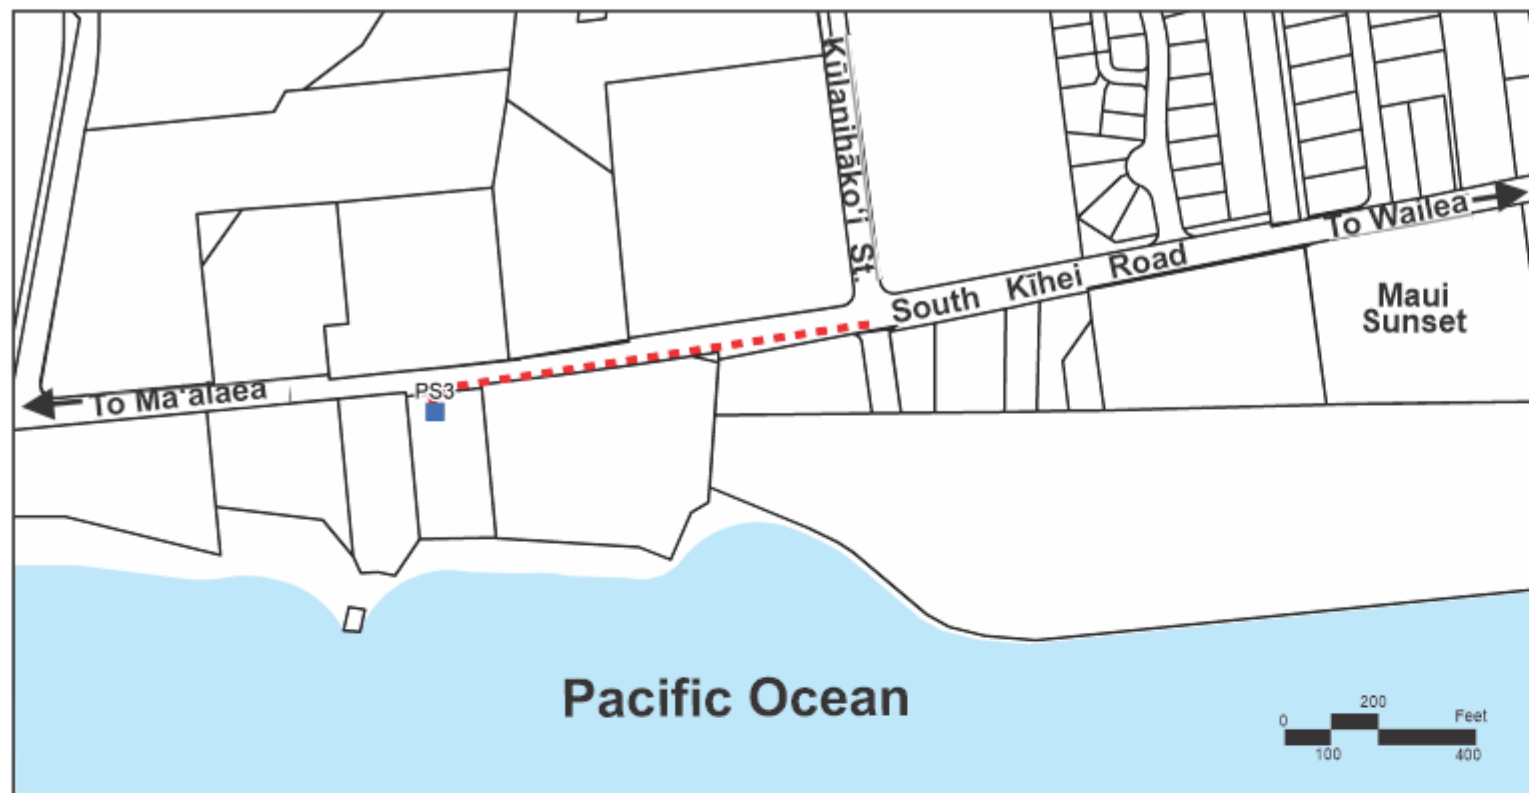 Kūlanihāko‘i St.
To Wailea
South Kīhei Road
Maui
Sunset
PS3
To Ma‘alaea
Pacific Ocean
200
0 Feet
100 400